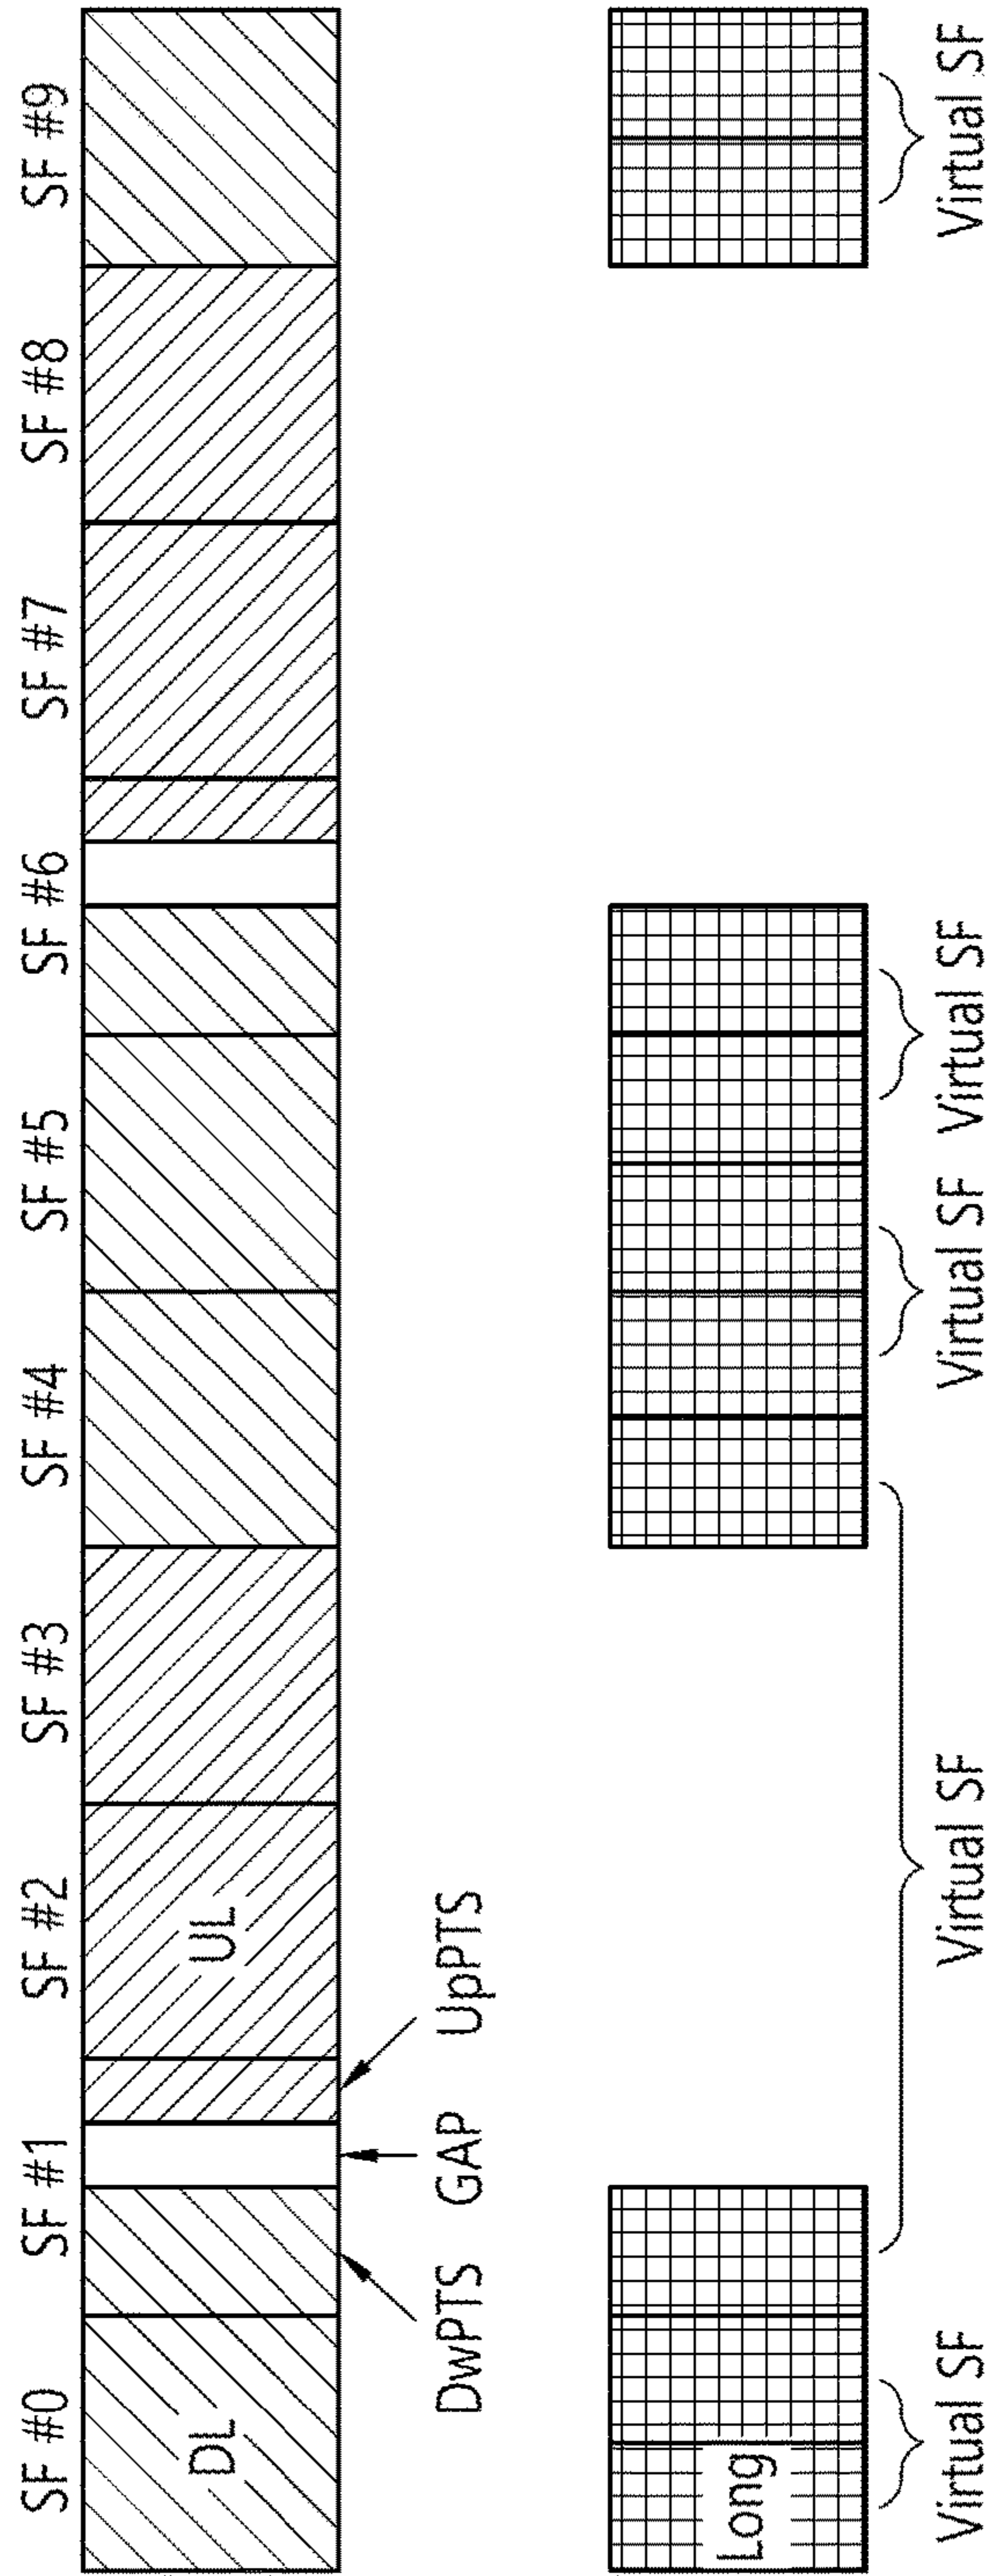 SF #0 SF #1 SF #2 SF #3 SF #4 SF #5 SF #6 SF #7 SF #8 SF #9
DL UL
DwPTS GAP UpPTS
Long
Virtual SF Virtual SF Virtual SF Virtual SF Virtual SF